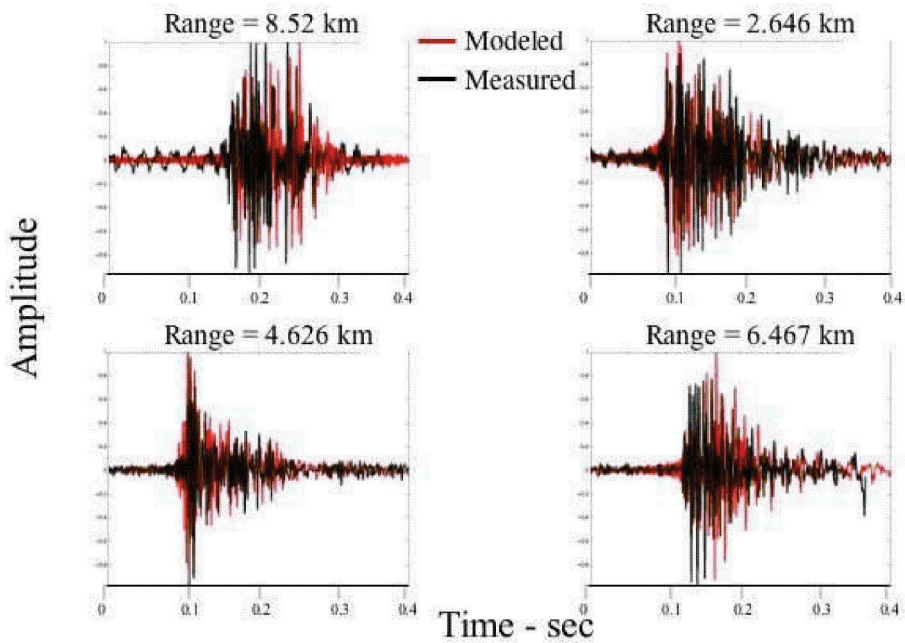 Range = 8.52 km
Range = 2.646 km
Modeled
Measured
0 0.1 0.2 0.3 0.4
0 0.1 0.2 0.3 0.4
Amplitude
Range = 4.626 km
Range = 6.467 km
0 0.1 0.2 0.3 0.4
0 0.1 0.2 0.3 0.4
Time - sec